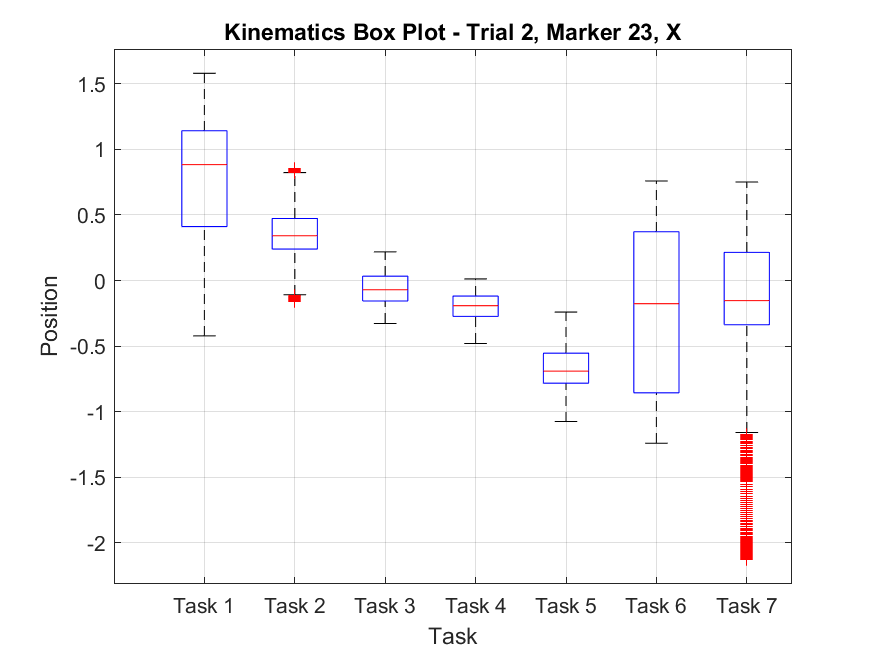 Kinematics Box Plot - Trial 2, Marker 23, X
1.5
1
0.5
0
-0.5
-1
-1.5
-2
Position
Task 1 Task 2 Task 3 Task 4 Task 5 Task 6 Task 7
Task